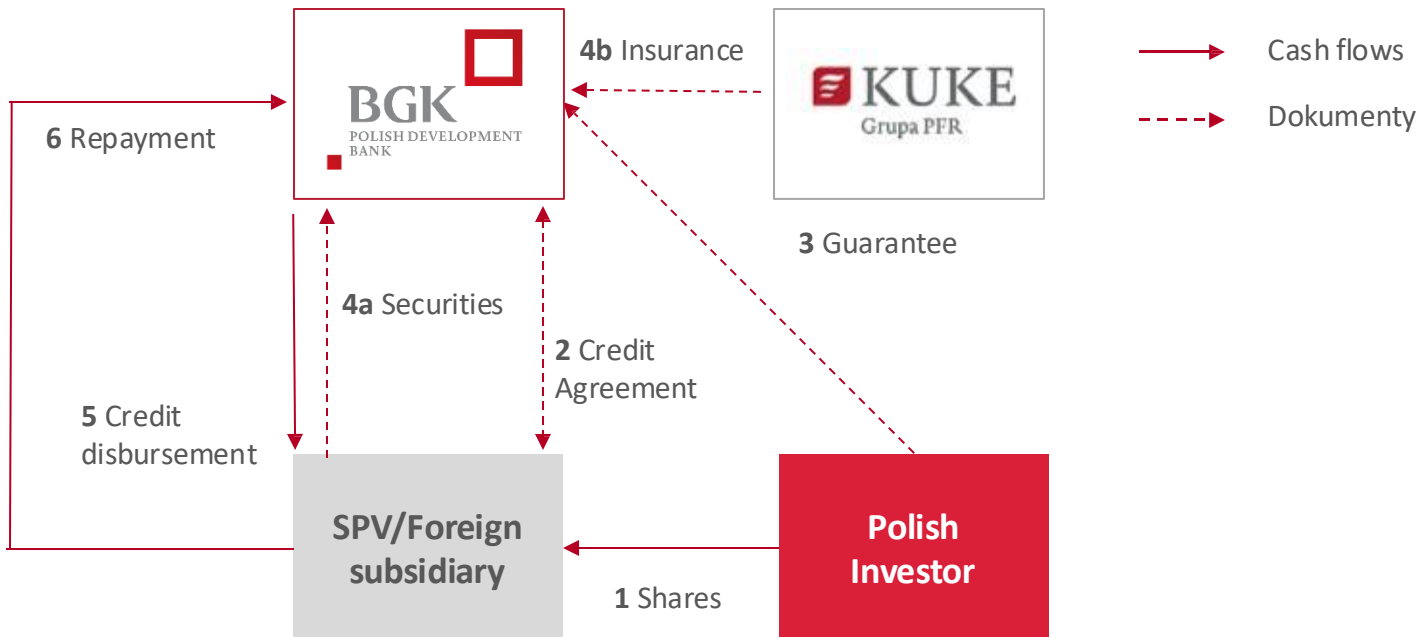 4b Insurance
Cash flows
BGK
POLISH DEVELOPMENT
BANK
KUKE
Grupa PFR
Dokumenty
6 Repayment
3 Guarantee
4a Securities
2 Credit
Agreement
5 Credit
disbursement
SPV/Foreign
subsidiary
Polish
Investor
1 Shares